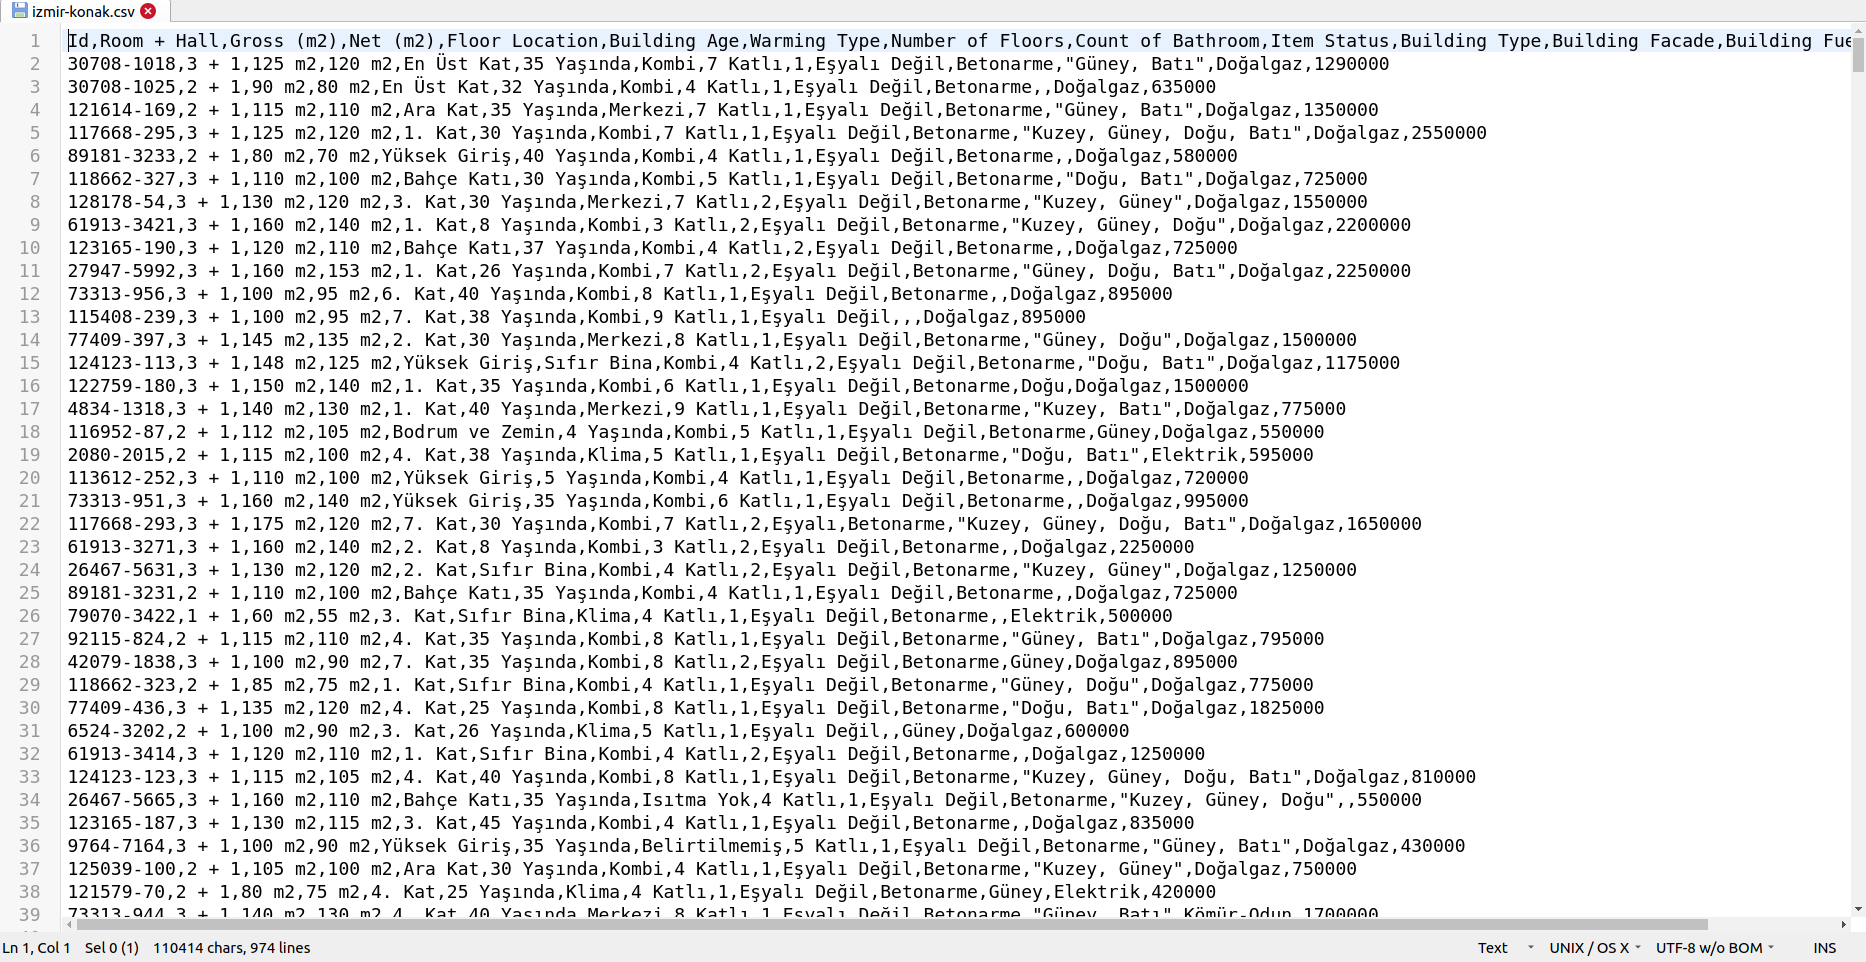 izmir-konak.csv
1 Id,Room + Hall,Gross (m2),Net (m2),Floor Location,Building Age,Warming Type,Number of Floors,Count of Bathroom,Item Status,Building Type,Building Facade,Building Fue
2 30708-1018,3 + 1,125 m2,120 m2,En Üst Kat,35 Yaşında,Kombi,7 Katlı,1,Eşyalı Değil,Betonarme,"Güney, Batı",Doğalgaz,1290000
3 30708-1025,2 + 1,90 m2,80 m2,En Üst Kat,32 Yaşında,Kombi,4 Katlı,1,Eşyalı Değil,Betonarme,,Doğalgaz,635000
4 121614-169,2 + 1,115 m2,110 m2,Ara Kat,35 Yaşında,Merkezi,7 Katlı,1,Eşyalı Değil,Betonarme,"Güney, Batı",Doğalgaz,1350000
5 117668-295,3 + 1,125 m2,120 m2,1. Kat,30 Yaşında,Kombi,7 Katlı,1,Eşyalı Değil,Betonarme,"Kuzey, Güney, Doğu, Batı",Doğalgaz,2550000
6 89181-3233,2 + 1,80 m2,70 m2,Yüksek Giriş,40 Yaşında,Kombi,4 Katlı,1,Eşyalı Değil,Betonarme,,Doğalgaz,580000
7 118662-327,3 + 1,110 m2,100 m2,Bahçe Katı,30 Yaşında,Kombi,5 Katlı,1,Eşyalı Değil,Betonarme,"Doğu, Batı",Doğalgaz,725000
8 128178-54,3 + 1,130 m2,120 m2,3. Kat,30 Yaşında,Merkezi,7 Katlı,2,Eşyalı Değil,Betonarme,"Kuzey, Güney",Doğalgaz,1550000
9 61913-3421,3 + 1,160 m2,140 m2,1. Kat,8 Yaşında,Kombi,3 Katlı,2,Eşyalı Değil,Betonarme,"Kuzey, Güney, Doğu",Doğalgaz,2200000
10 123165-190,3 + 1,120 m2,110 m2,Bahçe Katı,37 Yaşında,Kombi,4 Katlı,2,Eşyalı Değil,Betonarme,,Doğalgaz,725000
11 27947-5992,3 + 1,160 m2,153 m2,1. Kat,26 Yaşında,Kombi,7 Katlı,2,Eşyalı Değil,Betonarme,"Güney, Doğu, Batı",Doğalgaz,2250000
12 73313-956,3 + 1,100 m2,95 m2,6. Kat,40 Yaşında,Kombi,8 Katlı,1,Eşyalı Değil,Betonarme,,Doğalgaz,895000
13 115408-239,3 + 1,100 m2,95 m2,7. Kat,38 Yaşında,Kombi,9 Katlı,1,Eşyalı Değil,,,Doğalgaz,895000
14 77409-397,3 + 1,145 m2,135 m2,2. Kat,30 Yaşında,Merkezi,8 Katlı,1,Eşyalı Değil,Betonarme,"Güney, Doğu",Doğalgaz,1500000
15 124123-113,3 + 1,148 m2,125 m2,Yüksek Giriş,Sıfır Bina,Kombi,4 Katlı,2,Eşyalı Değil,Betonarme,"Doğu, Batı",Doğalgaz,1175000
16 122759-180,3 + 1,150 m2,140 m2,1. Kat,35 Yaşında,Kombi,6 Katlı,1,Eşyalı Değil,Betonarme,Doğu,Doğalgaz,1500000
17 4834-1318,3 + 1,140 m2,130 m2,1. Kat,40 Yaşında,Merkezi,9 Katlı,1,Eşyalı Değil,Betonarme,"Kuzey, Batı",Doğalgaz,775000
18 116952-87,2 + 1,112 m2,105 m2,Bodrum ve Zemin,4 Yaşında,Kombi,5 Katlı,1,Eşyalı Değil,Betonarme,Güney,Doğalgaz,550000
19 2080-2015,2 + 1,115 m2,100 m2,4. Kat,38 Yaşında,Klima,5 Katlı,1,Eşyalı Değil,Betonarme,"Doğu, Batı",Elektrik,595000
20 113612-252,3 + 1,110 m2,100 m2,Yüksek Giriş,5 Yaşında,Kombi,4 Katlı,1,Eşyalı Değil,Betonarme,,Doğalgaz,720000
21 73313-951,3 + 1,160 m2,140 m2,Yüksek Giriş,35 Yaşında,Kombi,6 Katlı,1,Eşyalı Değil,Betonarme,,Doğalgaz,995000
22 117668-293,3 + 1,175 m2,120 m2,7. Kat,30 Yaşında,Kombi,7 Katlı,2,Eşyalı,Betonarme,"Kuzey, Güney, Doğu, Batı",Doğalgaz,1650000
23 61913-3271,3 + 1,160 m2,140 m2,2. Kat,8 Yaşında,Kombi,3 Katlı,2,Eşyalı Değil,Betonarme,,Doğalgaz,2250000
24 26467-5631,3 + 1,130 m2,120 m2,2. Kat,Sıfır Bina,Kombi,4 Katlı,2,Eşyalı Değil,Betonarme,"Kuzey, Güney",Doğalgaz,1250000
25 89181-3231,2 + 1,110 m2,100 m2,Bahçe Katı,35 Yaşında,Kombi,4 Katlı,1,Eşyalı Değil,Betonarme,,Doğalgaz,725000
26 79070-3422,1 + 1,60 m2,55 m2,3. Kat,Sıfır Bina,Klima,4 Katlı,1,Eşyalı Değil,Betonarme,,Elektrik,500000
27 92115-824,2 + 1,115 m2,110 m2,4. Kat,35 Yaşında,Kombi,8 Katlı,1,Eşyalı Değil,Betonarme,"Güney, Batı",Doğalgaz,795000
28 42079-1838,3 + 1,100 m2,90 m2,7. Kat,35 Yaşında,Kombi,8 Katlı,2,Eşyalı Değil,Betonarme,Güney,Doğalgaz,895000
29 118662-323,2 + 1,85 m2,75 m2,1. Kat,Sıfır Bina,Kombi,4 Katlı,1,Eşyalı Değil,Betonarme,"Güney, Doğu",Doğalgaz,775000
30 77409-436,3 + 1,135 m2,120 m2,4. Kat,25 Yaşında,Kombi,8 Katlı,1,Eşyalı Değil,Betonarme,"Doğu, Batı",Doğalgaz,1825000
31 6524-3202,2 + 1,100 m2,90 m2,3. Kat,26 Yaşında,Klima,5 Katlı,1,Eşyalı Değil,,Güney,Doğalgaz,600000
32 61913-3414,3 + 1,120 m2,110 m2,1. Kat,Sıfır Bina,Kombi,4 Katlı,2,Eşyalı Değil,Betonarme,,Doğalgaz,1250000
33 124123-123,3 + 1,115 m2,105 m2,4. Kat,40 Yaşında,Kombi,8 Katlı,1,Eşyalı Değil,Betonarme,"Kuzey, Güney, Doğu, Batı",Doğalgaz,810000
34 26467-5665,3 + 1,160 m2,110 m2,Bahçe Katı,35 Yaşında,Isıtma Yok,4 Katlı,1,Eşyalı Değil,Betonarme,"Kuzey, Güney, Doğu",,550000
35 123165-187,3 + 1,130 m2,115 m2,3. Kat,45 Yaşında,Kombi,4 Katlı,1,Eşyalı Değil,Betonarme,,Doğalgaz,835000
36 9764-7164,3 + 1,100 m2,90 m2,Yüksek Giriş,35 Yaşında,Belirtilmemiş,5 Katlı,1,Eşyalı Değil,Betonarme,"Güney, Batı",Doğalgaz,430000
37 125039-100,2 + 1,105 m2,100 m2,Ara Kat,30 Yaşında,Kombi,4 Katlı,1,Eşyalı Değil,Betonarme,"Kuzey, Güney",Doğalgaz,750000
38 121579-70,2 + 1,80 m2,75 m2,4. Kat,25 Yaşında,Klima,4 Katlı,1,Eşyalı Değil,Betonarme,Güney,Elektrik,420000
39 73313-944,3 + 1,140 m2,130 m2,4. Kat,40 Yaşında,Merkezi,8 Katlı,1,Eşyalı Değil,Betonarme,"Güney, Batı",Kömür-Odun,1700000
Ln 1, Col 1 Sel 0 (1) 110414 chars, 974 lines Text UNIX / OS X UTF-8 w/o BOM INS